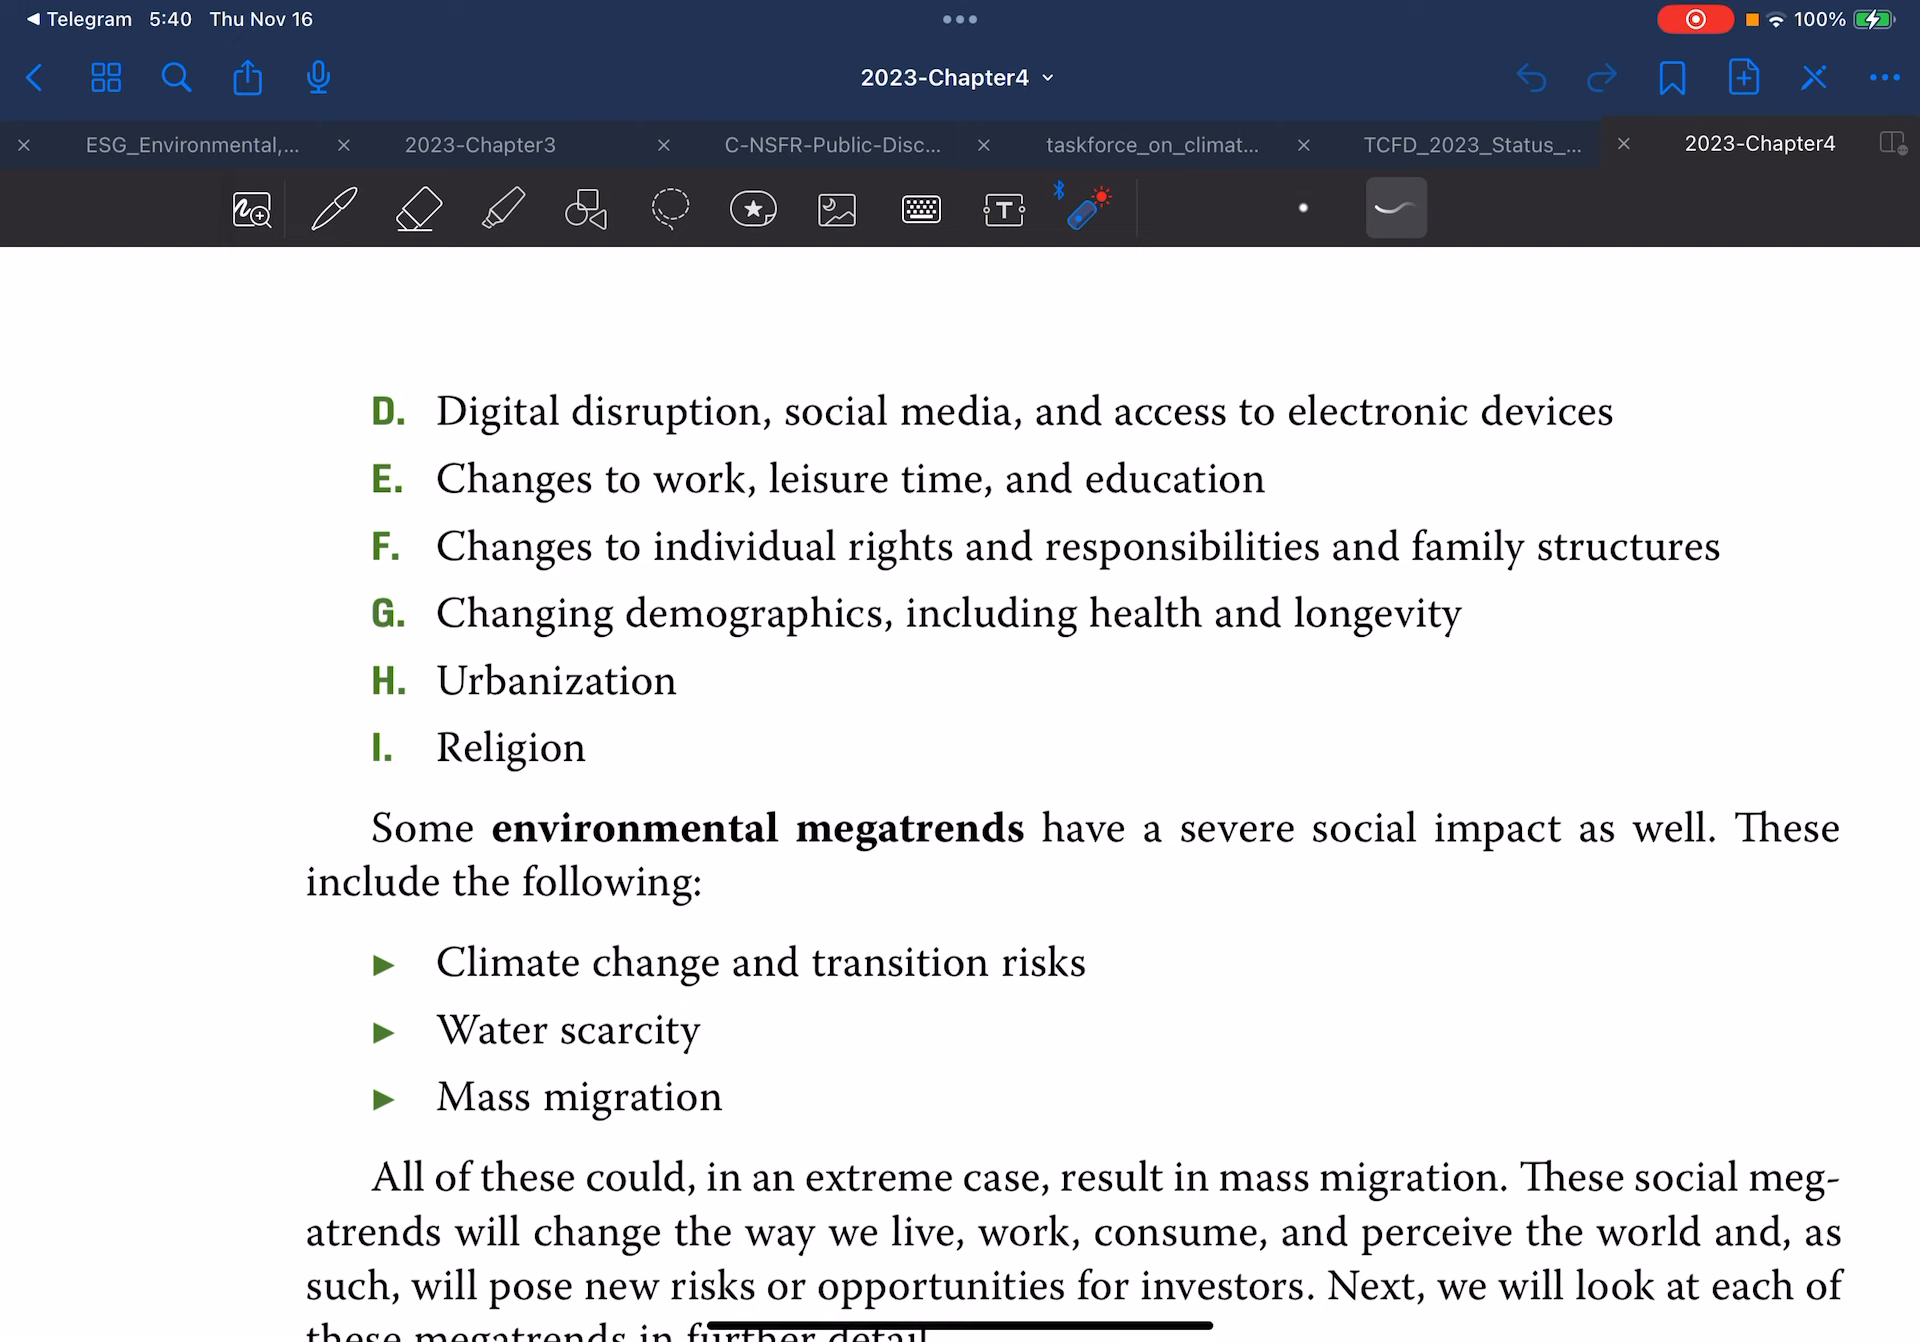 ◀ Telegram 5:40 Thu Nov 16 100%
2023-Chapter4
ESG_Environmental,... 2023-Chapter3 C-NSFR-Public-Disc... taskforce_on_climat... TCFD_2023_Status_... 2023-Chapter4
D. Digital disruption, social media, and access to electronic devices
E. Changes to work, leisure time, and education
F. Changes to individual rights and responsibilities and family structures
G. Changing demographics, including health and longevity
H. Urbanization
I. Religion
Some environmental megatrends have a severe social impact as well. These
include the following:
▶ Climate change and transition risks
▶ Water scarcity
▶ Mass migration
All of these could, in an extreme case, result in mass migration. These social meg-
atrends will change the way we live, work, consume, and perceive the world and, as
such, will pose new risks or opportunities for investors. Next, we will look at each of
these megatrends in further detail